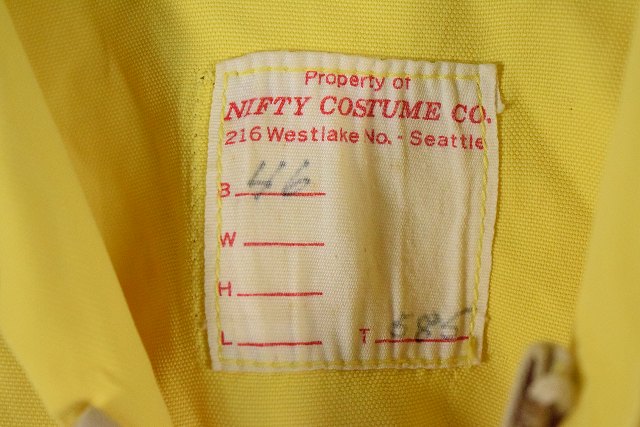 Property of
NIFTY COSTUME CO.
216 Westlake No. - Seattle
B 46
W
H
L T 585